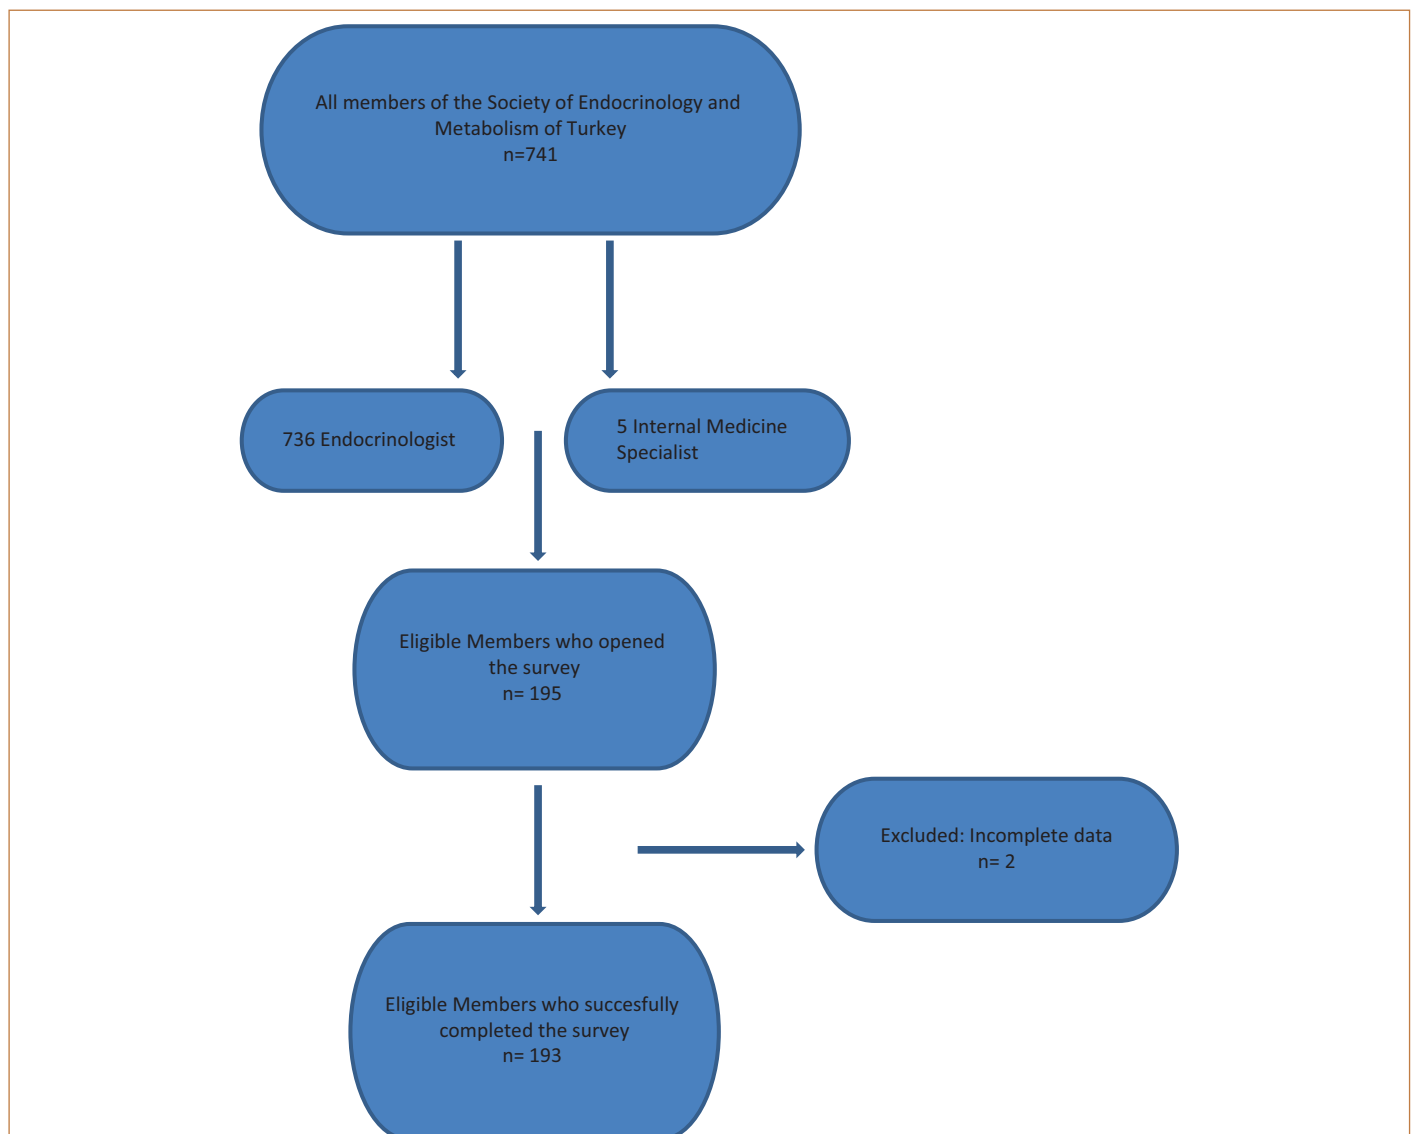 All members of the Society of Endocrinology and
Metabolism of Turkey
n=741
736 Endocrinologist
5 Internal Medicine
Specialist
Eligible Members who opened
the survey
n= 195
Excluded: Incomplete data
n= 2
Eligible Members who succesfully
completed the survey
n= 193